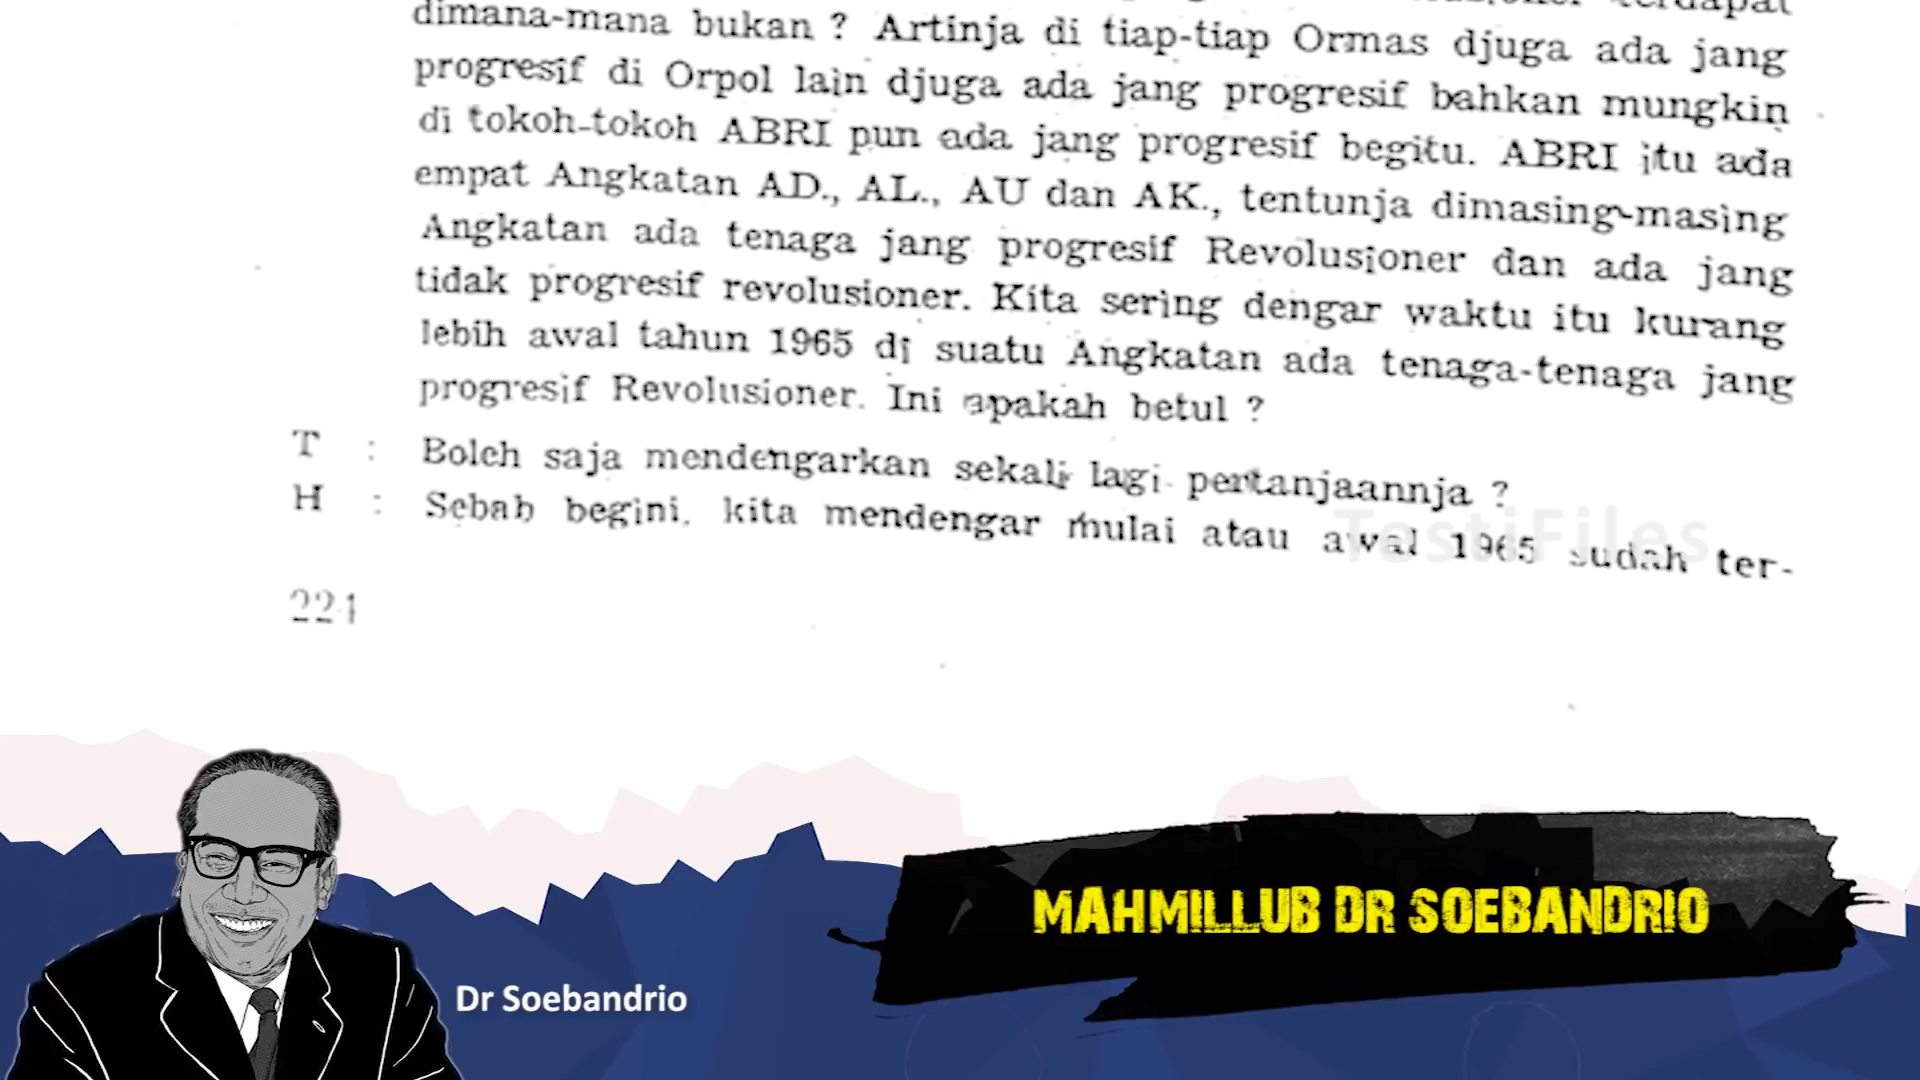 dimana-mana bukan ? Artinja di tiap-tiap Ormas djuga ada jang
progresif di Orpol lain djuga ada jang progresif bahkan mungkin
di tokoh-tokoh ABRI pun ada jang progresif begitu. ABRI itu ada
empat Angkatan AD., AL., AU dan AK., tentunja dimasing-masing
Angkatan ada tenaga jang progresif Revolusioner dan ada jang
tidak progresif revolusioner. Kita sering dengar waktu itu kurang
lebih awal tahun 1965 di suatu Angkatan ada tenaga-tenaga jang
progresif Revolusioner. Ini apakah betul ?
T : Boleh saja mendengarkan sekali lagi pertanjaannja ?
H : Sebab begini, kita mendengar mulai atau awal 1965 sudah ter-
TestiFiles
224
MAHMILLUB DR SOEBANDRIO
Dr Soebandrio